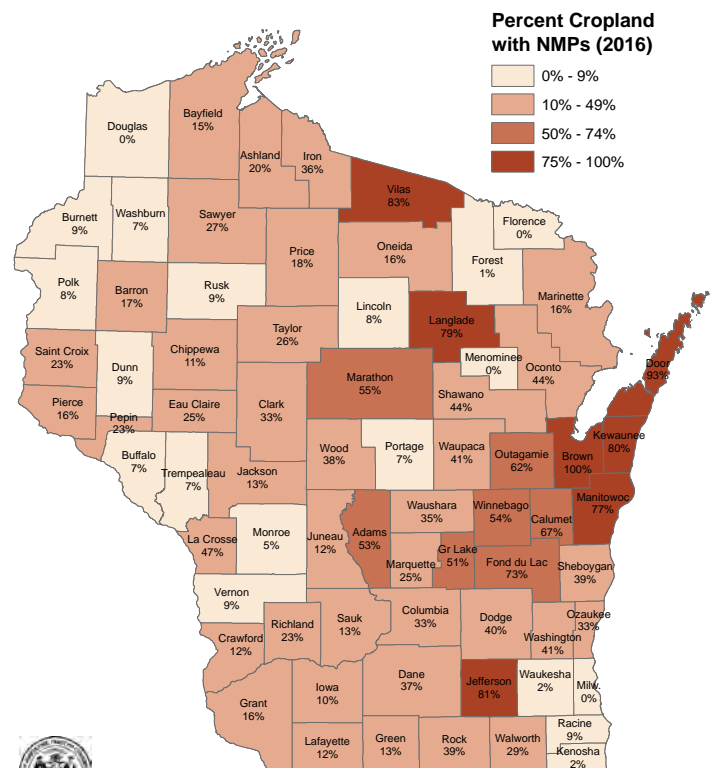 Percent Cropland
with NMPs (2016)
0% - 9%
10% - 49%
50% - 74%
75% - 100%
Douglas
0%
Bayfield
15%
Ashland
20%
Iron
36%
Vilas
83%
Burnett
9%
Washburn
7%
Sawyer
27%
Price
18%
Oneida
16%
Florence
0%
Forest
1%
Marinette
16%
Polk
8%
Barron
17%
Rusk
9%
Lincoln
8%
Langlade
79%
Taylor
26%
Saint Croix
23%
Dunn
9%
Chippewa
11%
Menominee
0%
Oconto
44%
Door
93%
Marathon
55%
Shawano
44%
Pierce
16%
Pepin
23%
Eau Claire
25%
Clark
33%
Buffalo
7%
Trempealeau
7%
Jackson
13%
Wood
38%
Portage
7%
Waupaca
41%
Outagamie
62%
Brown
100%
Kewaunee
80%
Manitowoc
77%
La Crosse
47%
Monroe
5%
Juneau
12%
Adams
53%
Waushara
35%
Winnebago
54%
Calumet
67%
Marquette
25%
Gr Lake
51%
Fond du Lac
73%
Sheboygan
39%
Vernon
9%
Crawford
12%
Richland
23%
Sauk
13%
Columbia
33%
Dodge
40%
Washington
41%
Ozaukee
33%
Grant
16%
Iowa
10%
Dane
37%
Jefferson
81%
Waukesha
2%
Milw.
0%
Lafayette
12%
Green
13%
Rock
39%
Walworth
29%
Racine
9%
Kenosha
2%